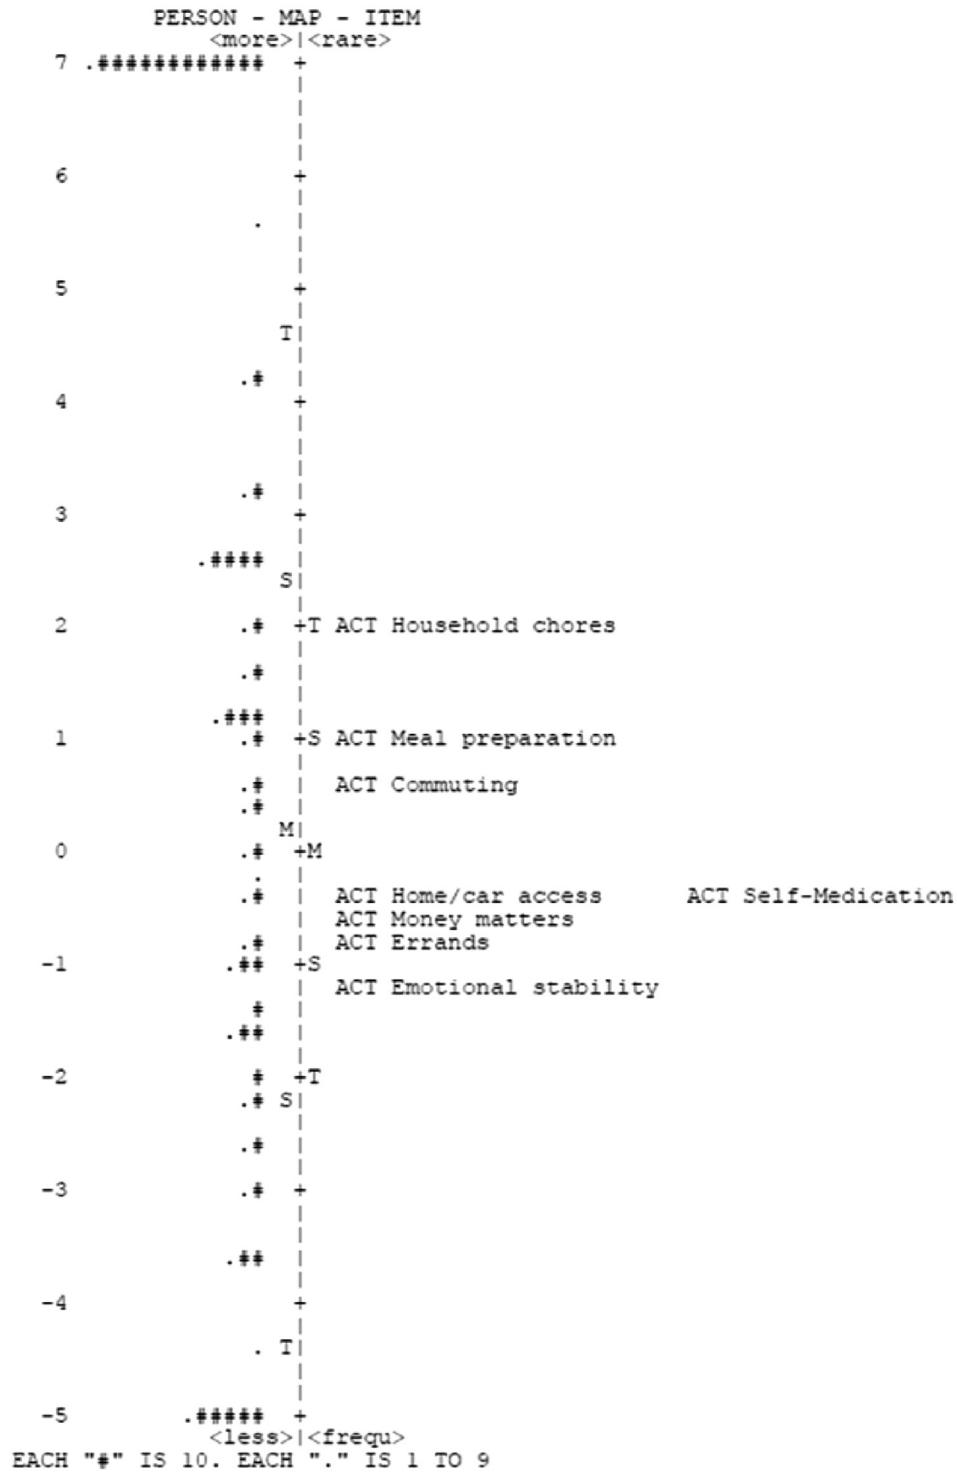 PERSON - MAP - ITEM
<more>|<rare>
7 .############ +
|
|
|
|
6 +
|
. |
|
|
5 +
|
T|
|
.# |
4 +
|
|
|
.# |
3 +
|
.#### |
S|
|
2 .# +T ACT Household chores
|
.# |
|
.### |
1 .# +S ACT Meal preparation
|
.# | ACT Commuting
.# |
M|
0 .# +M
. |
.# | ACT Home/car access ACT Self-Medication
| ACT Money matters
.# | ACT Errands
-1 .## +S
| ACT Emotional stability
# |
.## |
|
-2 # +T
.# S|
|
.# |
|
-3 .# +
|
|
.## |
|
-4 +
|
. T|
|
|
-5 .##### +
<less>|<frequ>
EACH "#" IS 10. EACH "." IS 1 TO 9